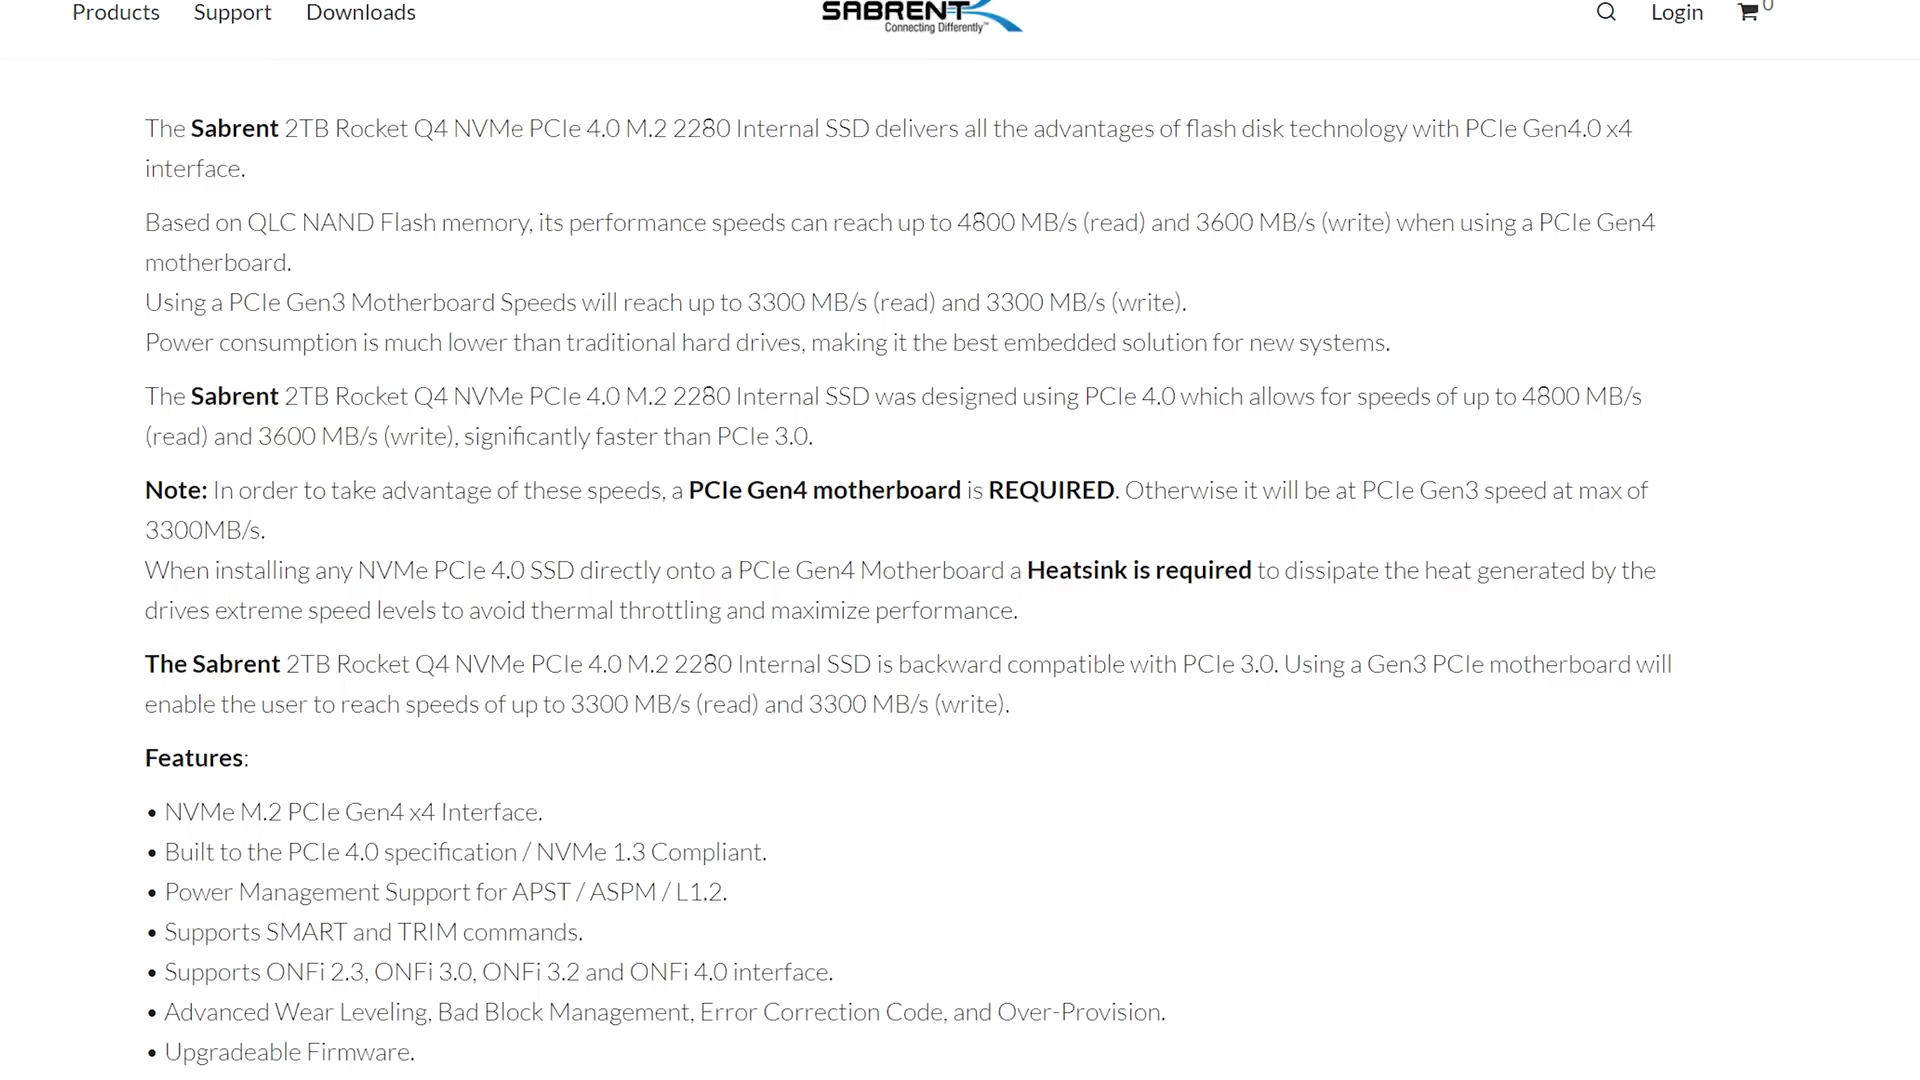 Products Support Downloads
SABRENT
Connecting Differently™
Login 0
The Sabrent 2TB Rocket Q4 NVMe PCIe 4.0 M.2 2280 Internal SSD delivers all the advantages of flash disk technology with PCIe Gen4.0 x4
interface.
Based on QLC NAND Flash memory, its performance speeds can reach up to 4800 MB/s (read) and 3600 MB/s (write) when using a PCIe Gen4
motherboard.
Using a PCIe Gen3 Motherboard Speeds will reach up to 3300 MB/s (read) and 3300 MB/s (write).
Power consumption is much lower than traditional hard drives, making it the best embedded solution for new systems.
The Sabrent 2TB Rocket Q4 NVMe PCIe 4.0 M.2 2280 Internal SSD was designed using PCIe 4.0 which allows for speeds of up to 4800 MB/s
(read) and 3600 MB/s (write), significantly faster than PCIe 3.0.
Note: In order to take advantage of these speeds, a PCIe Gen4 motherboard is REQUIRED. Otherwise it will be at PCIe Gen3 speed at max of
3300MB/s.
When installing any NVMe PCIe 4.0 SSD directly onto a PCIe Gen4 Motherboard a Heatsink is required to dissipate the heat generated by the
drives extreme speed levels to avoid thermal throttling and maximize performance.
The Sabrent 2TB Rocket Q4 NVMe PCIe 4.0 M.2 2280 Internal SSD is backward compatible with PCIe 3.0. Using a Gen3 PCIe motherboard will
enable the user to reach speeds of up to 3300 MB/s (read) and 3300 MB/s (write).
Features:
• NVMe M.2 PCIe Gen4 x4 Interface.
• Built to the PCIe 4.0 specification / NVMe 1.3 Compliant.
• Power Management Support for APST / ASPM / L1.2.
• Supports SMART and TRIM commands.
• Supports ONFi 2.3, ONFi 3.0, ONFi 3.2 and ONFi 4.0 interface.
• Advanced Wear Leveling, Bad Block Management, Error Correction Code, and Over-Provision.
• Upgradeable Firmware.